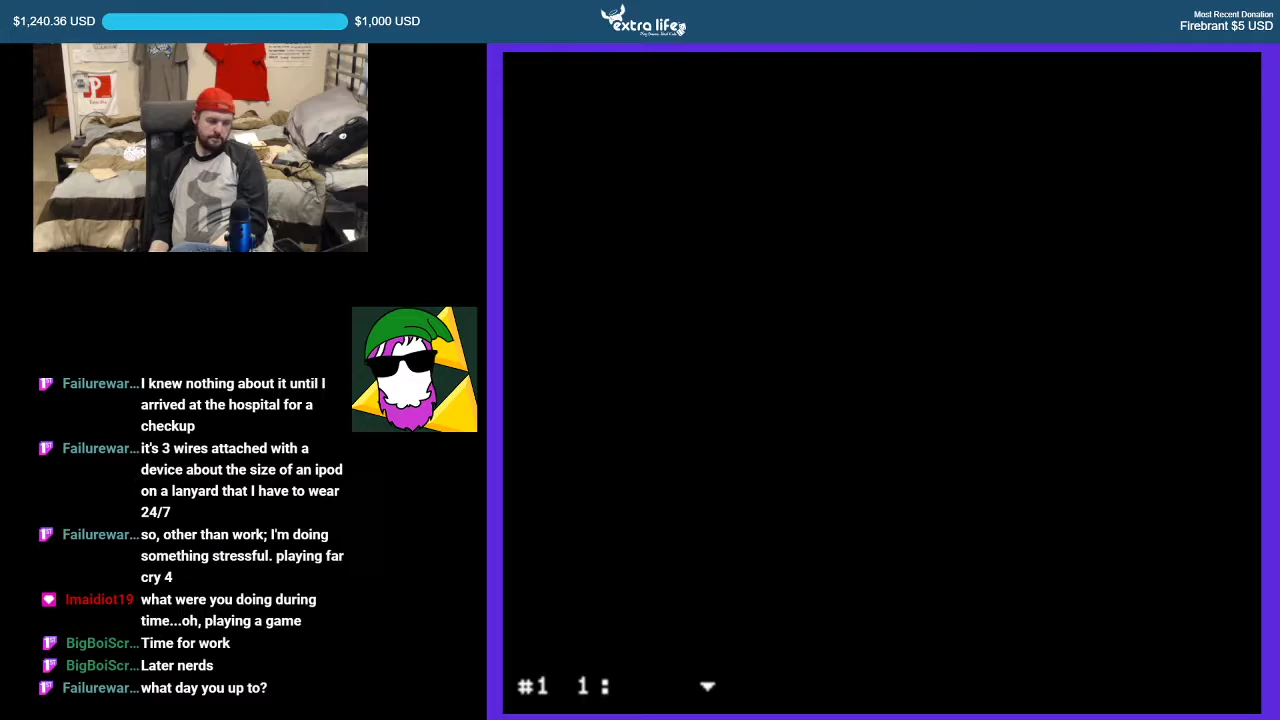 $1,240.36 USD
$1,000 USD
extra life
Most Recent Donation
Firebrant $5 USD
Failurewar... I knew nothing about it until I
arrived at the hospital for a
checkup
Failurewar... it's 3 wires attached with a
device about the size of an ipod
on a lanyard that I have to wear
24/7
Failurewar... so, other than work; I'm doing
something stressful. playing far
cry 4
Imaidiot19 what were you doing during
time...oh, playing a game
BigBoiScr... Time for work
BigBoiScr... Later nerds
Failurewar... what day you up to?
#1 1: